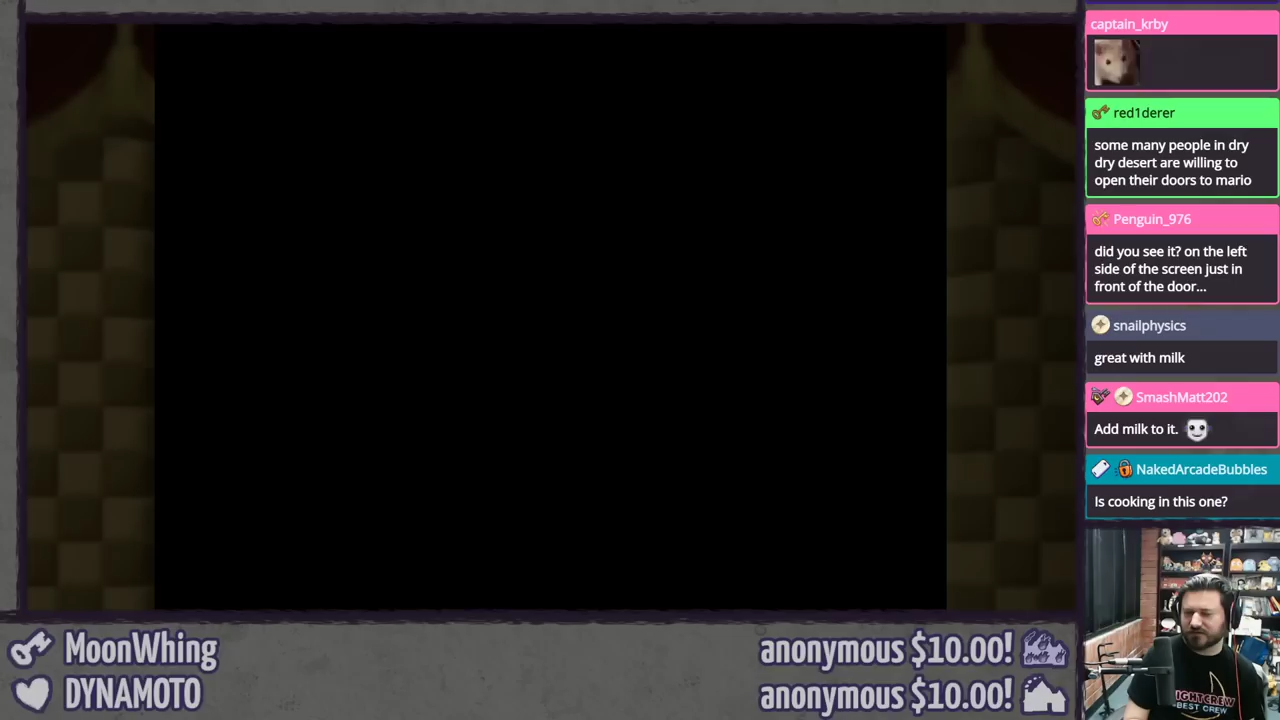 captain_krby
red1derer
some many people in dry
dry desert are willing to
open their doors to mario
Penguin_976
did you see it? on the left
side of the screen just in
front of the door...
snailphysics
great with milk
SmashMatt202
Add milk to it.
NakedArcadeBubbles
Is cooking in this one?
MoonWhing
DYNAMOTO
anonymous $10.00!
anonymous $10.00!
BEST CREW